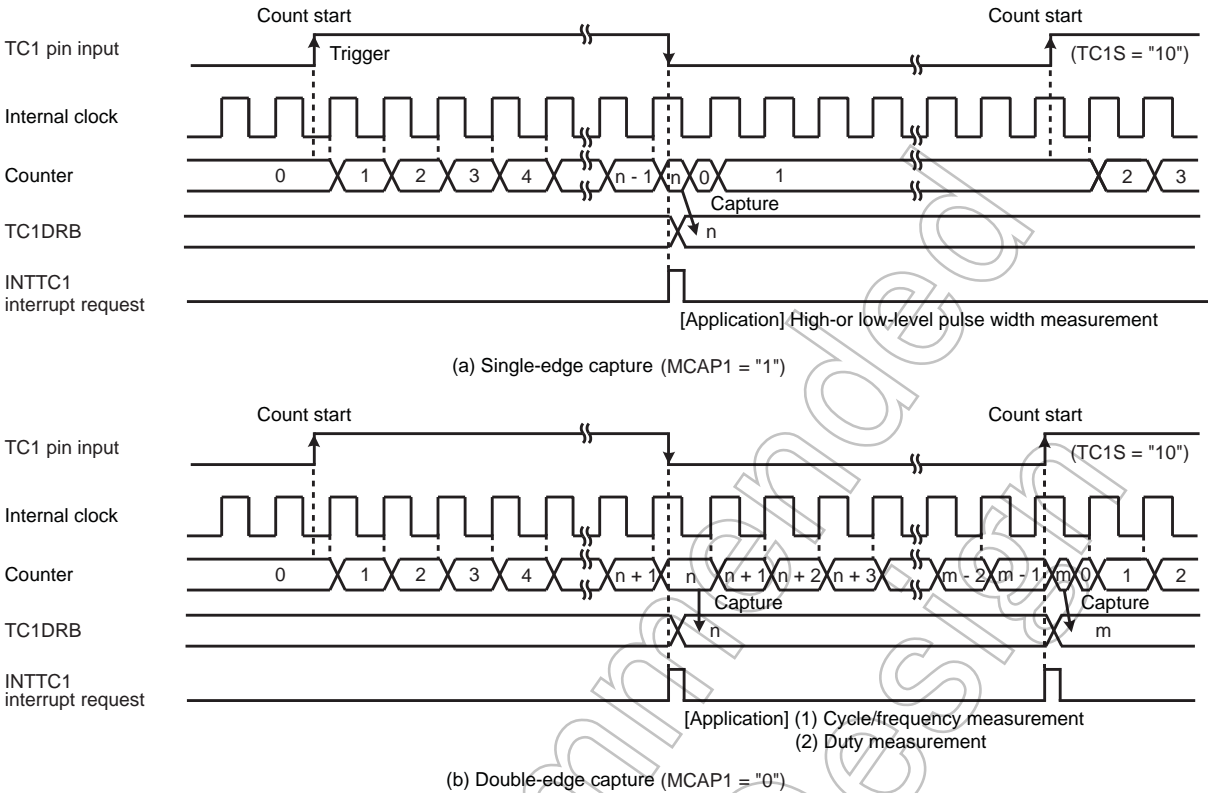 Count start Count start
TC1 pin input Trigger (TC1S = "10")
Internal clock
Counter 0 1 2 3 4 n - 1 n 0 1 2 3
Capture
TC1DRB n
INTTC1
interrupt request
[Application] High-or low-level pulse width measurement
(a) Single-edge capture (MCAP1 = "1")
Count start Count start
TC1 pin input (TC1S = "10")
Internal clock
Counter 0 1 2 3 4 n + 1 n n + 1 n + 2 n + 3 m - 2 m - 1 m 0 1 2
Capture Capture
TC1DRB n m
INTTC1
interrupt request
[Application] (1) Cycle/frequency measurement
(2) Duty measurement
(b) Double-edge capture (MCAP1 = "0")